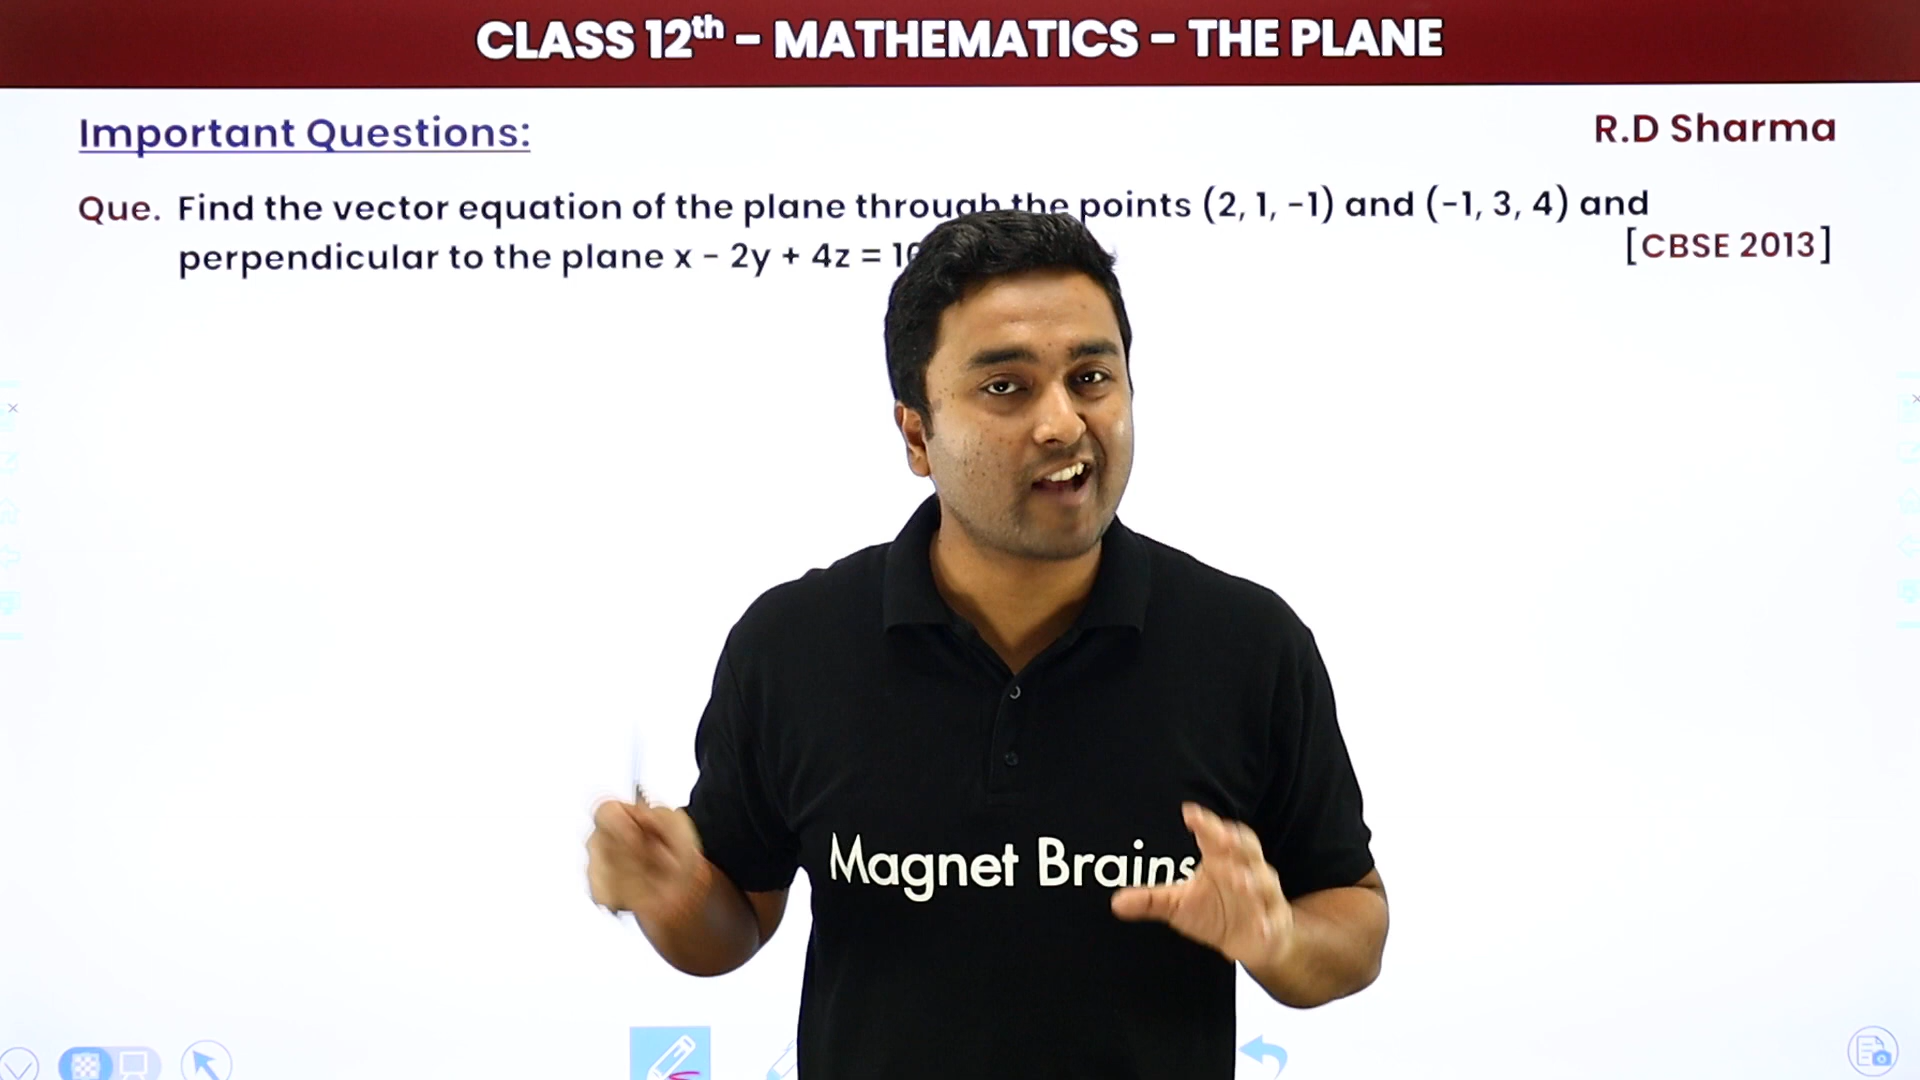 CLASS 12th - MATHEMATICS - THE PLANE
Important Questions:
R.D Sharma
Que. Find the vector equation of the plane through the points (2, 1, -1) and (-1, 3, 4) and
perpendicular to the plane x - 2y + 4z =
[CBSE 2013]
Magnet Brains